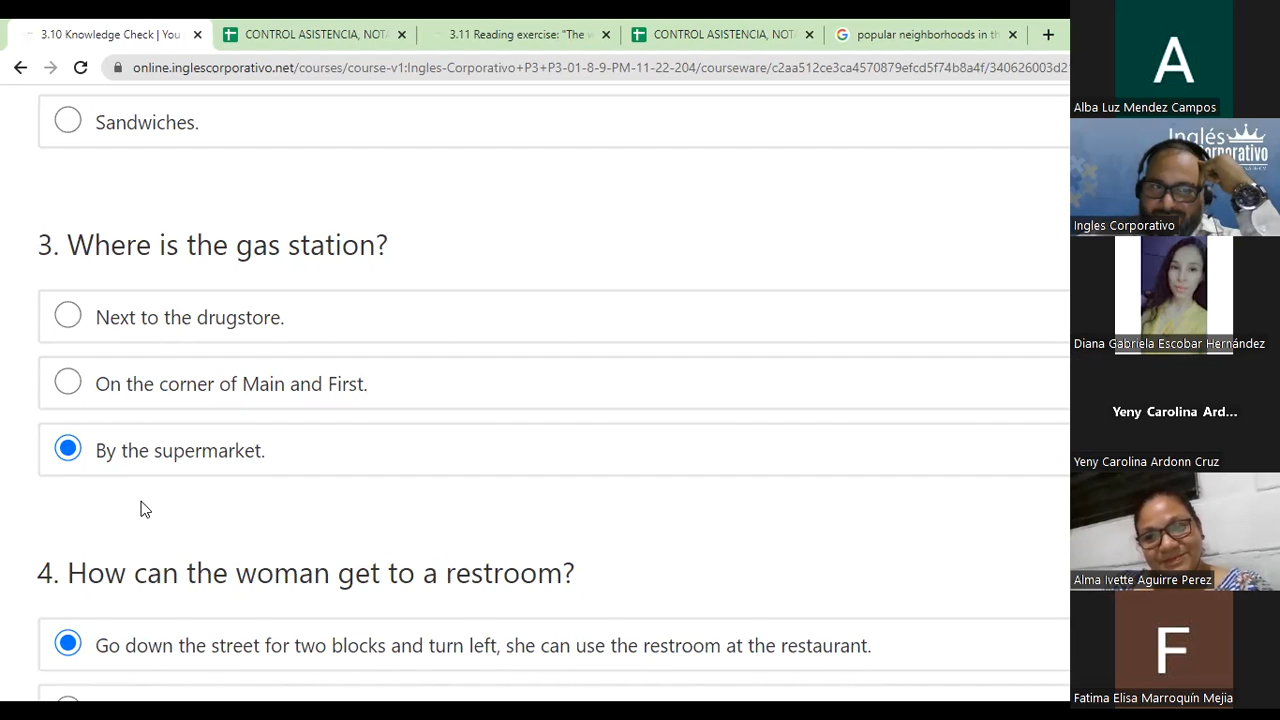 3.10 Knowledge Check | You
CONTROL ASISTENCIA, NOTA
3.11 Reading exercise: "The w
CONTROL ASISTENCIA, NOTA
popular neighborhoods in th
online.inglescorporativo.net/courses/course-v1:Ingles-Corporativo+P3+P3-01-8-9-PM-11-22-204/courseware/c2aa512ce3ca4570879efcd5f74b8a4f/340626003d2
Sandwiches.
3. Where is the gas station?
Next to the drugstore.
On the corner of Main and First.
By the supermarket.
4. How can the woman get to a restroom?
Go down the street for two blocks and turn left, she can use the restroom at the restaurant.
A
Alba Luz Mendez Campos
Inglés
Corporativo
Ingles Corporativo
Diana Gabriela Escobar Hernández
Yeny Carolina Ard...
Yeny Carolina Ardonn Cruz
Alma Ivette Aguirre Perez
F
Fatima Elisa Marroquín Mejia